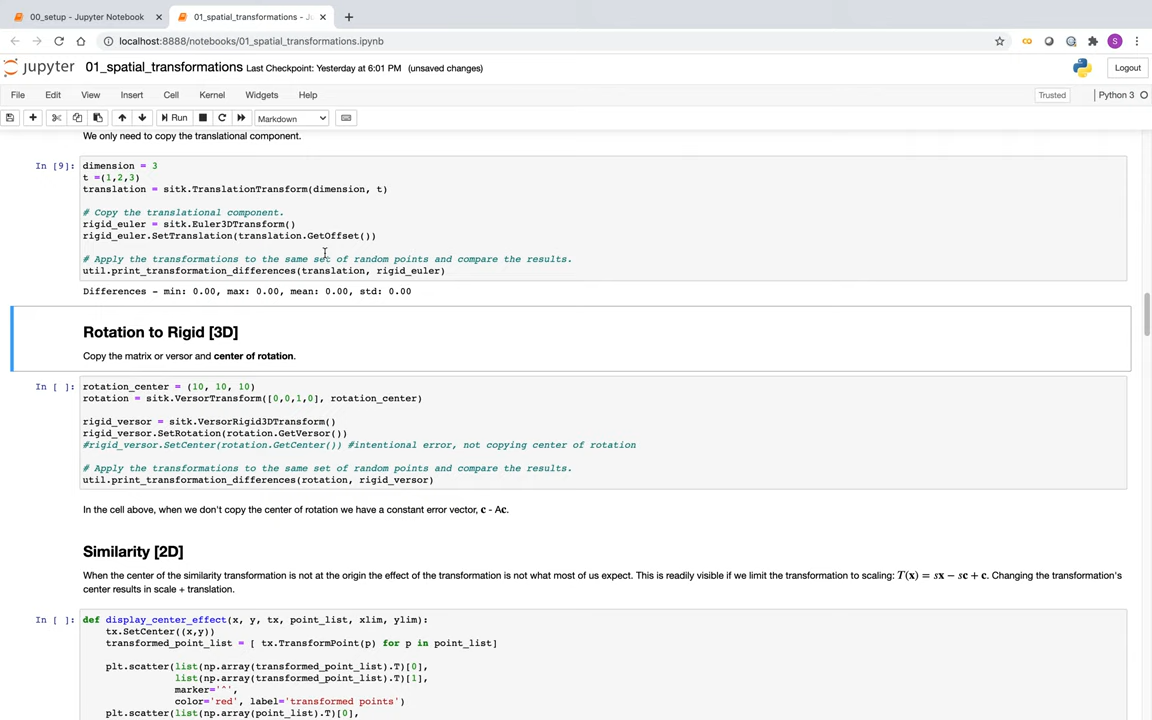 00_setup - Jupyter Notebook
01_spatial_transformations - Ju
localhost:8888/notebooks/01_spatial_transformations.ipynb
S
jupyter 01_spatial_transformations Last Checkpoint: Yesterday at 6:01 PM (unsaved changes)
Logout
File Edit View Insert Cell Kernel Widgets Help
Trusted Python 3
Run Markdown
We only need to copy the translational component.
In [9]: dimension = 3
t =(1,2,3)
translation = sitk.TranslationTransform(dimension, t)
# Copy the translational component.
rigid_euler = sitk.Euler3DTransform()
rigid_euler.SetTranslation(translation.GetOffset())
# Apply the transformations to the same set of random points and compare the results.
util.print_transformation_differences(translation, rigid_euler)
Differences - min: 0.00, max: 0.00, mean: 0.00, std: 0.00
Rotation to Rigid [3D]
Copy the matrix or versor and center of rotation.
In [ ]: rotation_center = (10, 10, 10)
rotation = sitk.VersorTransform([0,0,1,0], rotation_center)
rigid_versor = sitk.VersorRigid3DTransform()
rigid_versor.SetRotation(rotation.GetVersor())
#rigid_versor.SetCenter(rotation.GetCenter()) #intentional error, not copying center of rotation
# Apply the transformations to the same set of random points and compare the results.
util.print_transformation_differences(rotation, rigid_versor)
In the cell above, when we don't copy the center of rotation we have a constant error vector, c - Ac.
Similarity [2D]
When the center of the similarity transformation is not at the origin the effect of the transformation is not what most of us expect. This is readily visible if we limit the transformation to scaling: T(x) = sx − sc + c. Changing the transformation's
center results in scale + translation.
In [ ]: def display_center_effect(x, y, tx, point_list, xlim, ylim):
tx.SetCenter((x,y))
transformed_point_list = [ tx.TransformPoint(p) for p in point_list]
plt.scatter(list(np.array(transformed_point_list).T)[0],
list(np.array(transformed_point_list).T)[1],
marker='^',
color='red', label='transformed points')
plt.scatter(list(np.array(point_list).T)[0],